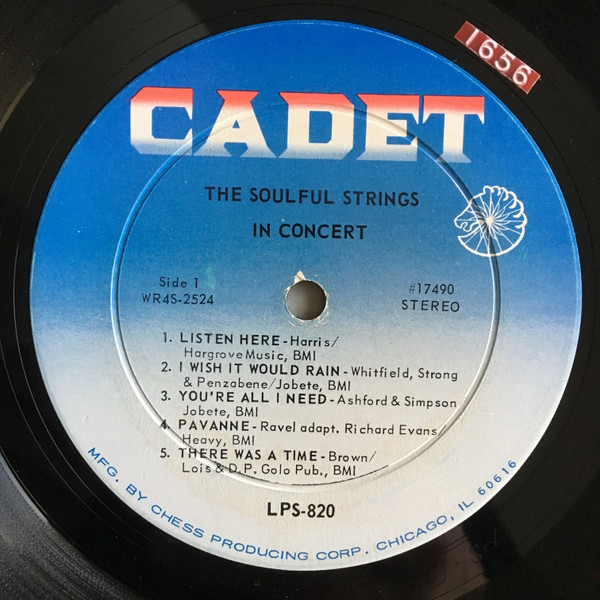 1656
CADET
THE SOULFUL STRINGS
IN CONCERT
Side 1
WR4S-2524
#17490
STEREO
1. LISTEN HERE-Harris/
Hargrove Music, BMI
2. I WISH IT WOULD RAIN-Whitfield, Strong
& Penzabene/Jobete, BMI
3. YOU'RE ALL I NEED-Ashford & Simpson
Jobete, BMI
4. PAVANNE-Ravel adapt. Richard Evans/
Heavy, BMI
5. THERE WAS A TIME-Brown/
Lois & D.P. Golo Pub., BMI
LPS-820
MFG. BY CHESS PRODUCING CORP. CHICAGO, IL 60616